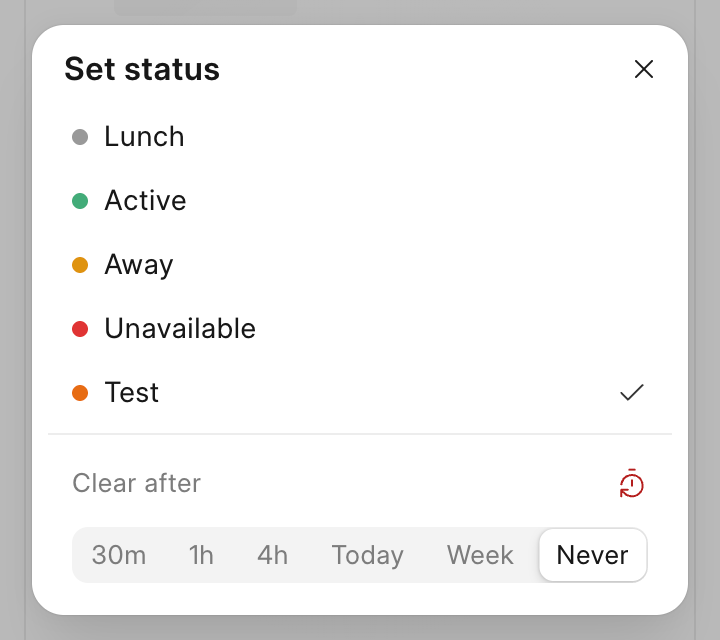 Set status
Lunch
Active
Away
Unavailable
Test
Clear after
30m 1h 4h Today Week Never